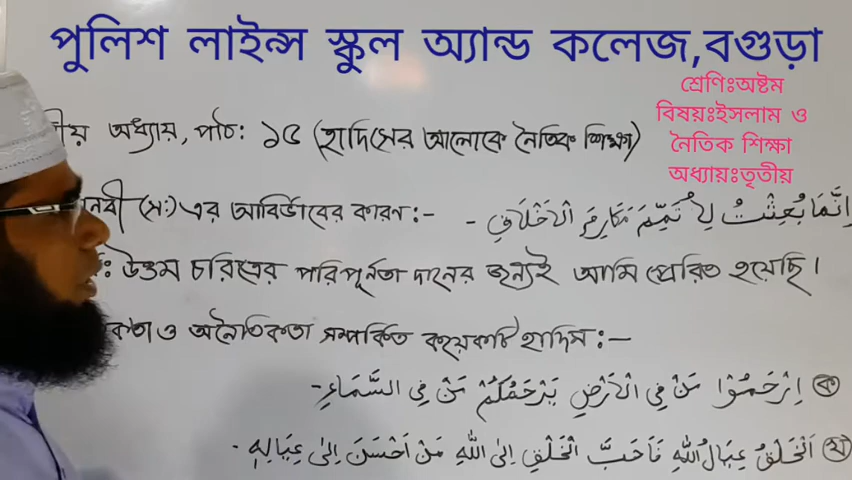 পুলিশ লাইন্স স্কুল অ্যান্ড কলেজ,বগুড়া
শ্রেণিঃঅষ্টম
বিষয়ঃইসলাম ও
নৈতিক শিক্ষা
অধ্যায়ঃতৃতীয়
অধ্যায়, পাঠ: ১৫ (হাদিসের আলোকে নৈতিক শিক্ষা)
(স:) এর আবির্ভাবের কারণ:- إِنَّمَا بُعِثْتُ لِأُتَمِّمَ مَكَارِمَ الْأَخْلَاقِ -
উত্তম চরিত্রের পরিপূর্ণতা দানের জন্যই আমি প্রেরিত হয়েছি।
ও অনৈতিকতা সম্পর্কিত কয়েকটি হাদিস:-
ক) اِرْحَمُوْا مَنْ فِى الْاَرْضِ يَرْحَمُكُمْ مَنْ فِى السَّمَاءِ -
খ) اَلْخَلْقُ عِيَالُ اللّٰهِ فَاَحَبُّ الْخَلْقِ اِلَى اللّٰهِ مَنْ اَحْسَنَ اِلٰى عِيَالِهٖ -